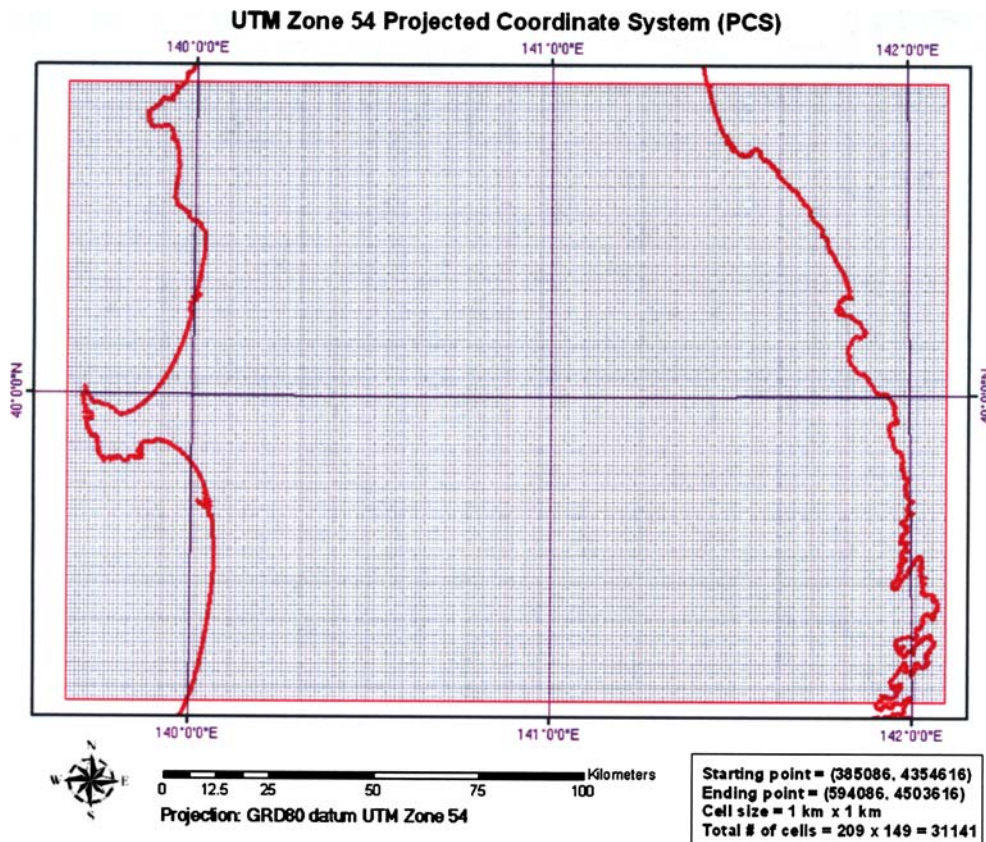 UTM Zone 54 Projected Coordinate System (PCS)
140°0'0"E 141°0'0"E 142°0'0"E
40°0'0"N 40°0'0"N
140°0'0"E 141°0'0"E 142°0'0"E
N
W E
S
Kilometers
0 12.5 25 50 75 100
Projection: GRD80 datum UTM Zone 54
Starting point = (385086, 4354616)
Ending point = (594086, 4503616)
Cell size = 1 km x 1 km
Total # of cells = 209 x 149 = 31141